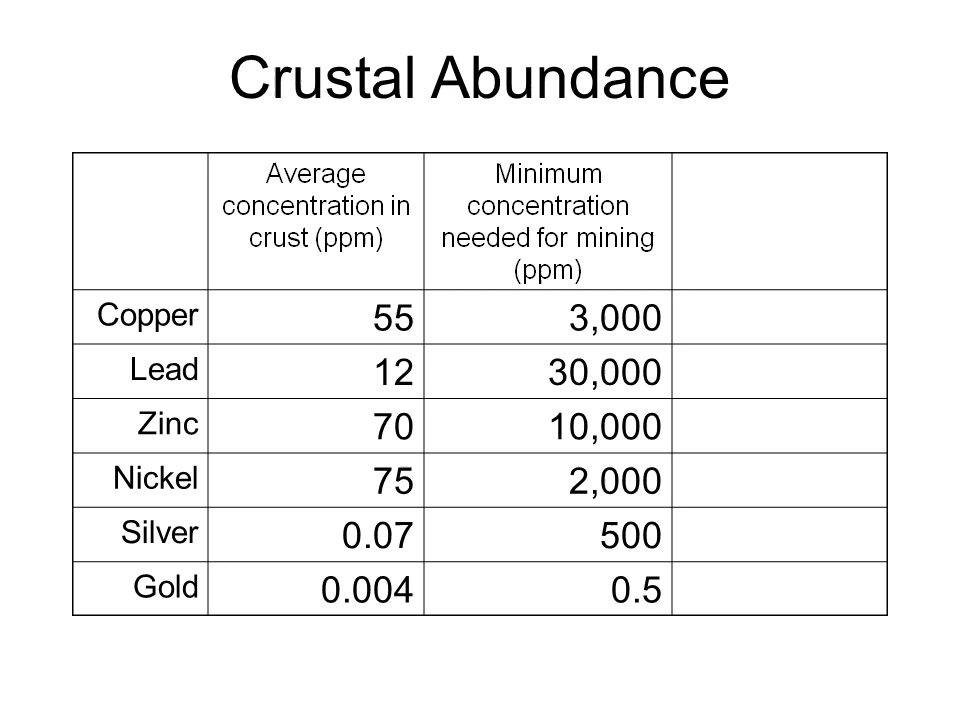 Crustal Abundance
Average
concentration in
crust (ppm)
Minimum
concentration
needed for mining
(ppm)
Copper 55 3,000
Lead 12 30,000
Zinc 70 10,000
Nickel 75 2,000
Silver 0.07 500
Gold 0.004 0.5